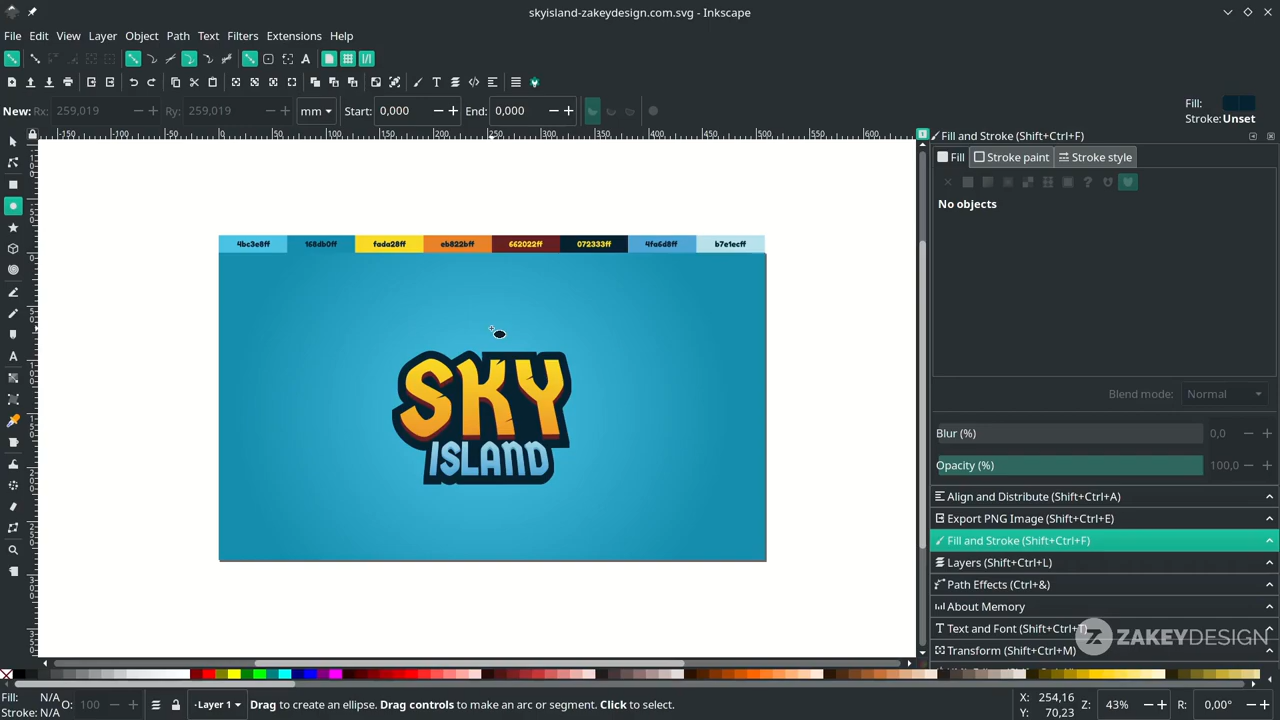 skyisland-zakeydesign.com.svg - Inkscape
File Edit View Layer Object Path Text Filters Extensions Help
New: Rx: 259,019 Ry: 259,019 mm Start: 0,000 End: 0,000
Fill:
Stroke: Unset
Fill and Stroke (Shift+Ctrl+F)
Fill Stroke paint Stroke style
No objects
4bc3e8ff 168db0ff fada28ff eb822bff 662022ff 072333ff 4fa6d8ff b7e1ecff
SKY
ISLAND
Blend mode: Normal
Blur (%) 0,0
Opacity (%) 100,0
Align and Distribute (Shift+Ctrl+A)
Export PNG Image (Shift+Ctrl+E)
Fill and Stroke (Shift+Ctrl+F)
Layers (Shift+Ctrl+L)
Path Effects (Ctrl+&)
About Memory
Text and Font (Shift+Ctrl+T)
Transform (Shift+Ctrl+M)
ZAKEYDESIGN
Fill: N/A
Stroke: N/A
O: 100
Layer 1
Drag to create an ellipse. Drag controls to make an arc or segment. Click to select.
X: 254,16
Y: 70,23
Z: 43%
R: 0,00°